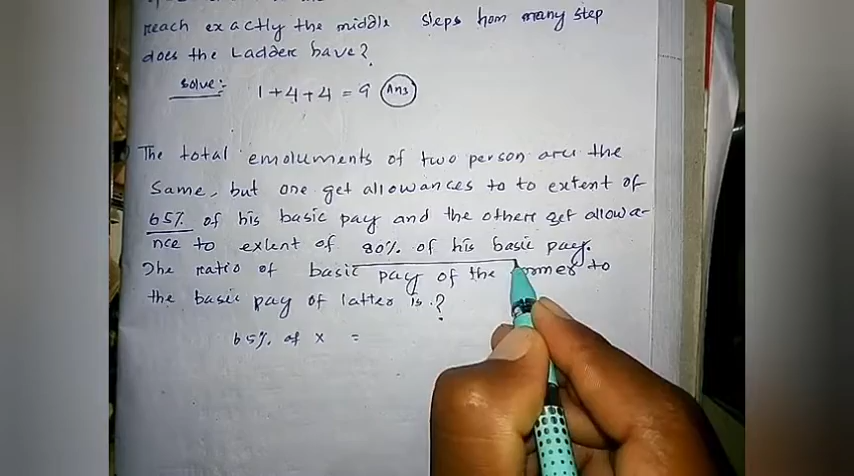 reach exactly the middle steps hom many step
does the Ladder have?
Solve:- 1+4+4 = 9 Ans
The total emoluments of two person are the
same, but one get allowances to to extent of
65% of his basic pay and the others get allowa-
nce to extent of 80% of his basic pay.
The ratio of basic pay of the former to
the basic pay of latter is ?
65% of x =